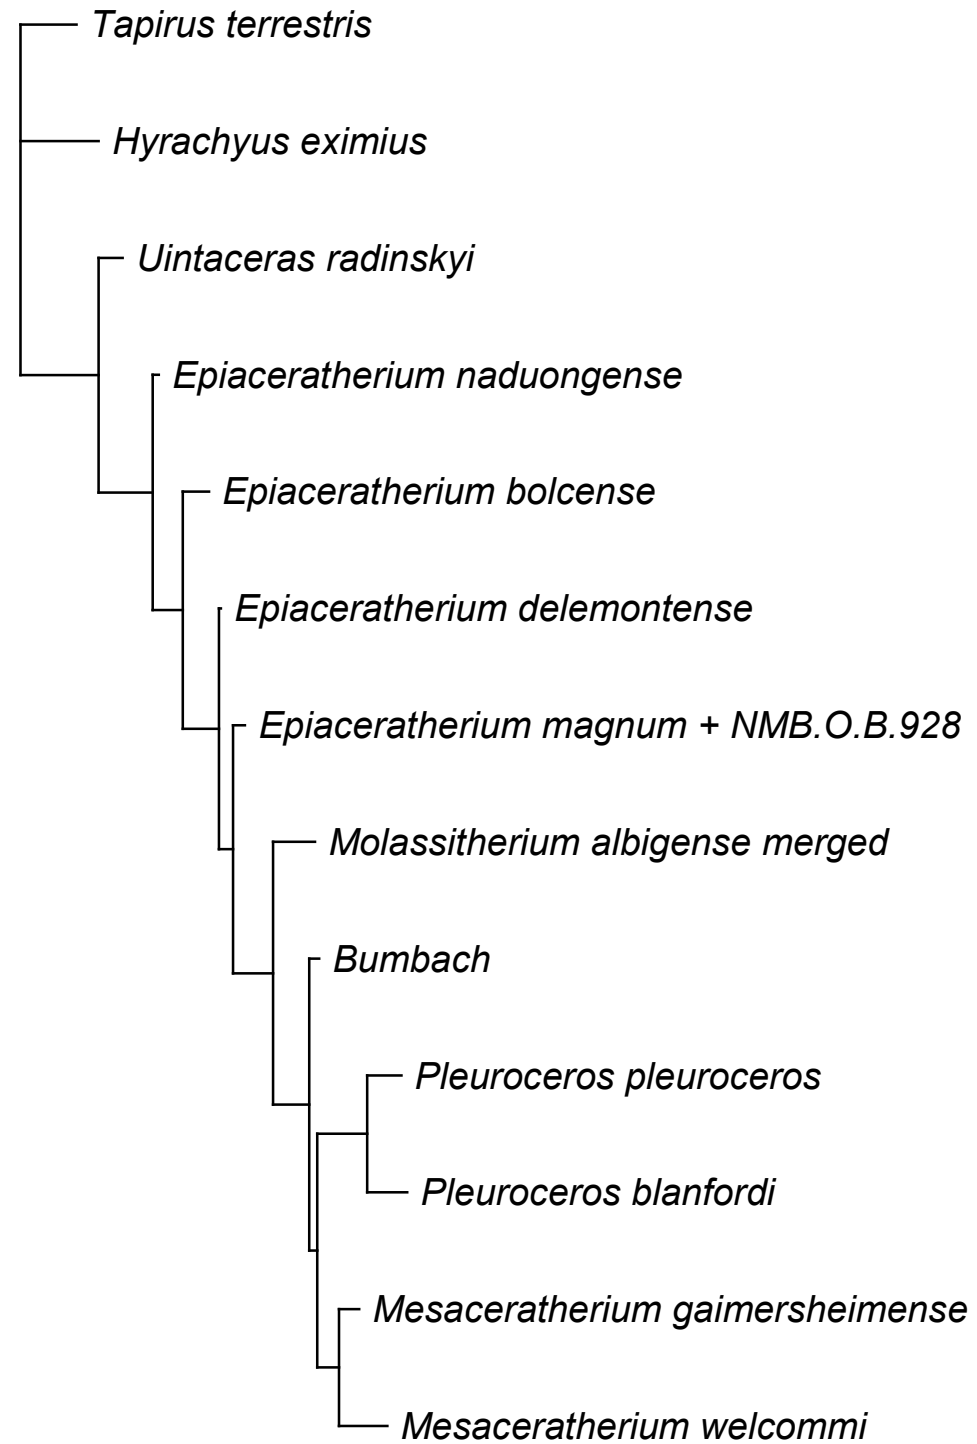 Tapirus terrestris
Hyrachyus eximius
Uintaceras radinskyi
Epiaceratherium naduongense
Epiaceratherium bolcense
Epiaceratherium delemontense
Epiaceratherium magnum + NMB.O.B.928
Molassitherium albigense merged
Bumbach
Pleuroceros pleuroceros
Pleuroceros blanfordi
Mesaceratherium gaimersheimense
Mesaceratherium welcommi